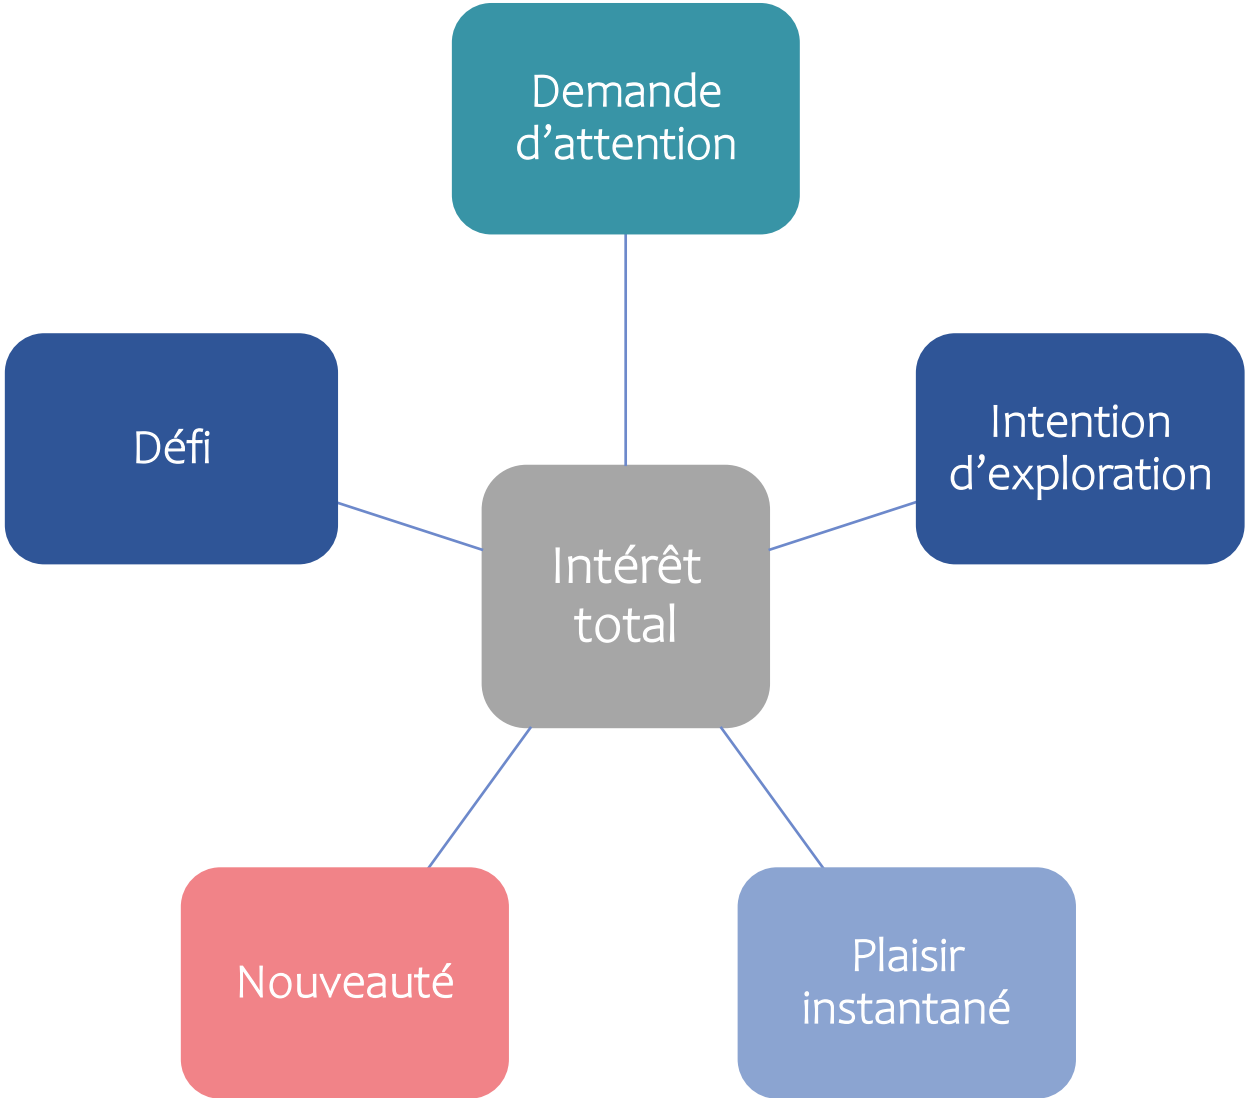 Demande
d’attention
Défi
Intention
d’exploration
Intérêt
total
Nouveauté
Plaisir
instantané